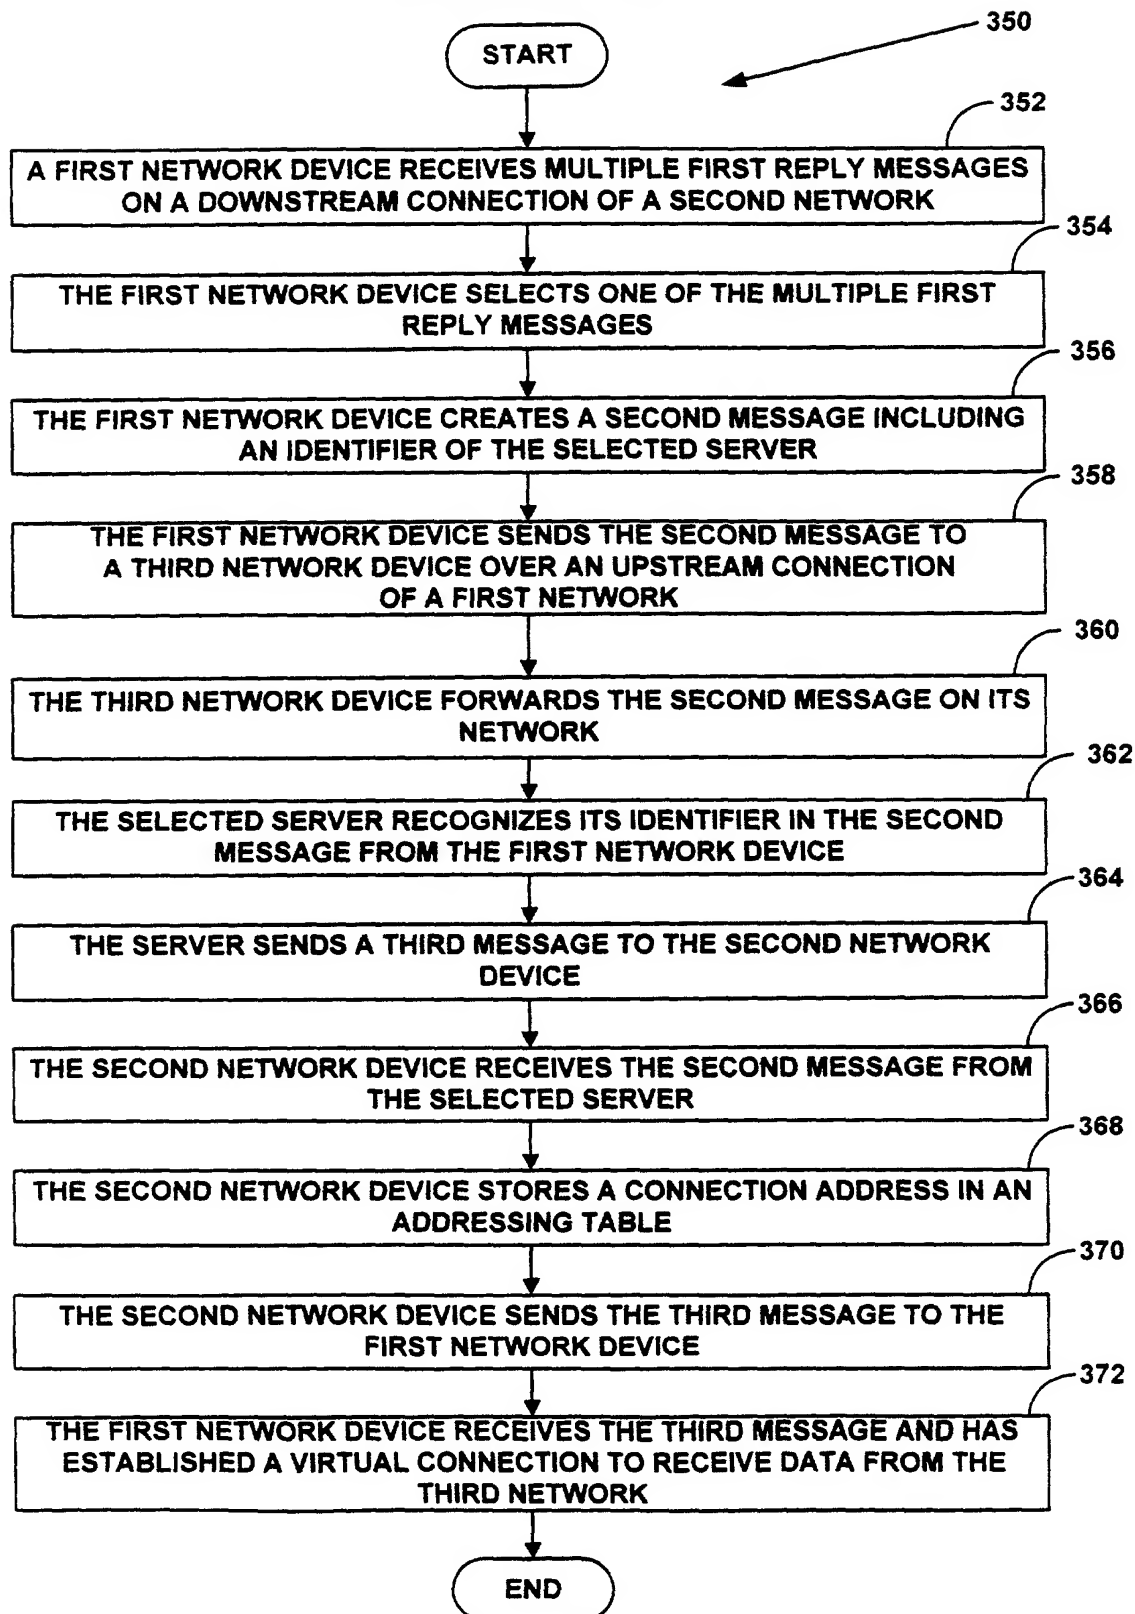 350
START
352
A FIRST NETWORK DEVICE RECEIVES MULTIPLE FIRST REPLY MESSAGES
ON A DOWNSTREAM CONNECTION OF A SECOND NETWORK
354
THE FIRST NETWORK DEVICE SELECTS ONE OF THE MULTIPLE FIRST
REPLY MESSAGES
356
THE FIRST NETWORK DEVICE CREATES A SECOND MESSAGE INCLUDING
AN IDENTIFIER OF THE SELECTED SERVER
358
THE FIRST NETWORK DEVICE SENDS THE SECOND MESSAGE TO
A THIRD NETWORK DEVICE OVER AN UPSTREAM CONNECTION
OF A FIRST NETWORK
360
THE THIRD NETWORK DEVICE FORWARDS THE SECOND MESSAGE ON ITS
NETWORK
362
THE SELECTED SERVER RECOGNIZES ITS IDENTIFIER IN THE SECOND
MESSAGE FROM THE FIRST NETWORK DEVICE
364
THE SERVER SENDS A THIRD MESSAGE TO THE SECOND NETWORK
DEVICE
366
THE SECOND NETWORK DEVICE RECEIVES THE SECOND MESSAGE FROM
THE SELECTED SERVER
368
THE SECOND NETWORK DEVICE STORES A CONNECTION ADDRESS IN AN
ADDRESSING TABLE
370
THE SECOND NETWORK DEVICE SENDS THE THIRD MESSAGE TO THE
FIRST NETWORK DEVICE
372
THE FIRST NETWORK DEVICE RECEIVES THE THIRD MESSAGE AND HAS
ESTABLISHED A VIRTUAL CONNECTION TO RECEIVE DATA FROM THE
THIRD NETWORK
END